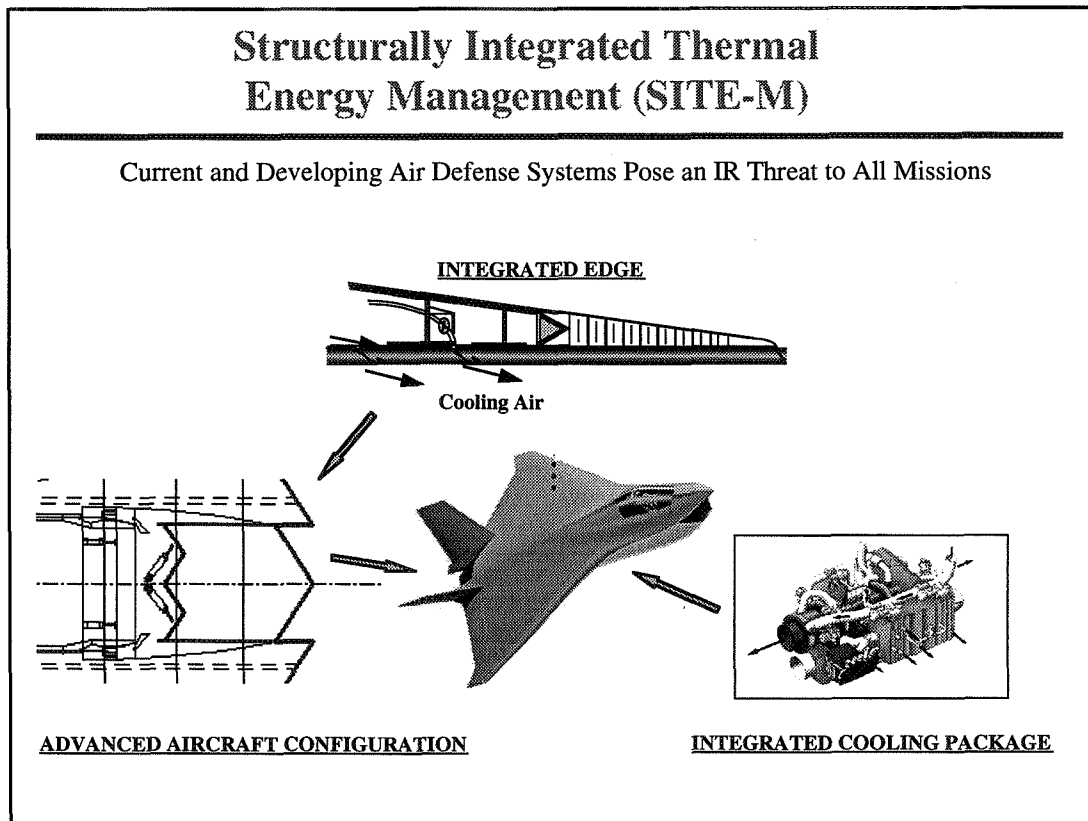 Structurally Integrated Thermal
Energy Management (SITE-M)
Current and Developing Air Defense Systems Pose an IR Threat to All Missions
INTEGRATED EDGE
Cooling Air
ADVANCED AIRCRAFT CONFIGURATION
INTEGRATED COOLING PACKAGE